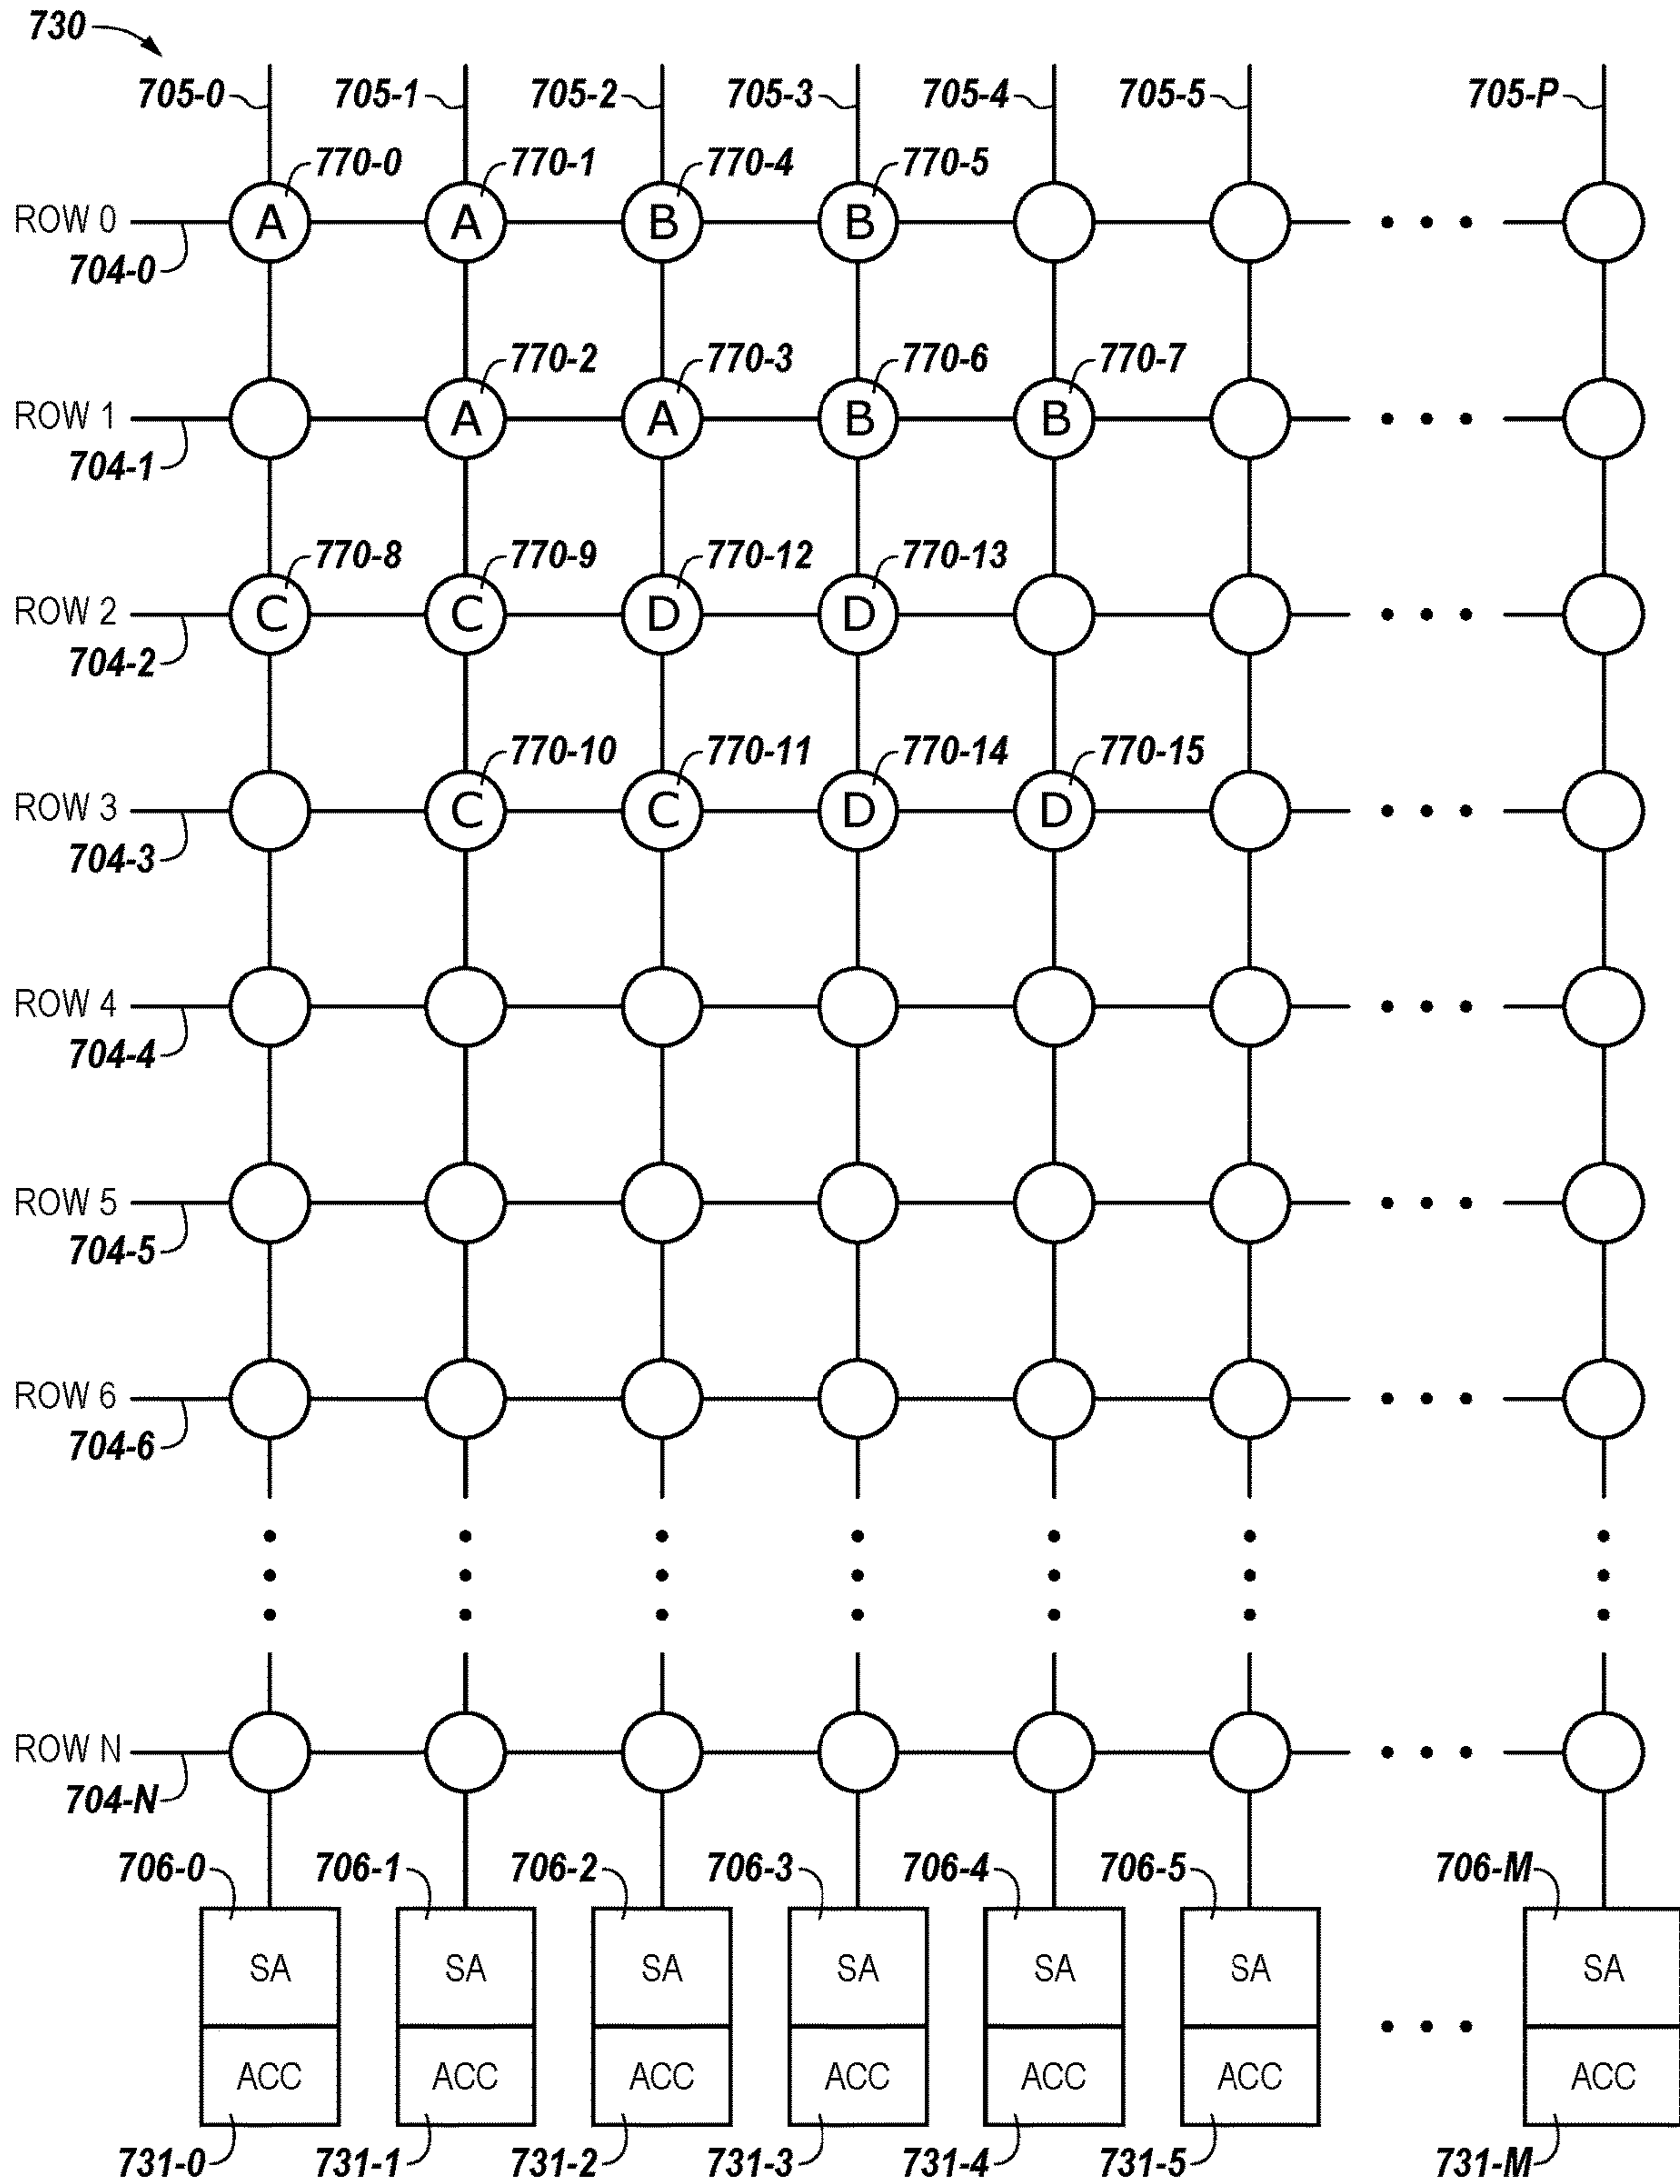 730
705-0 705-1 705-2 705-3 705-4 705-5 705-P
770-0 770-1 770-4 770-5
ROW 0 A A B B
704-0
770-2 770-3 770-6 770-7
ROW 1 A A B B
704-1
770-8 770-9 770-12 770-13
ROW 2 C C D D
704-2
770-10 770-11 770-14 770-15
ROW 3 C C D D
704-3
ROW 4
704-4
ROW 5
704-5
ROW 6
704-6
ROW N
704-N
706-0 706-1 706-2 706-3 706-4 706-5 706-M
SA SA SA SA SA SA SA
ACC ACC ACC ACC ACC ACC ACC
731-0 731-1 731-2 731-3 731-4 731-5 731-M